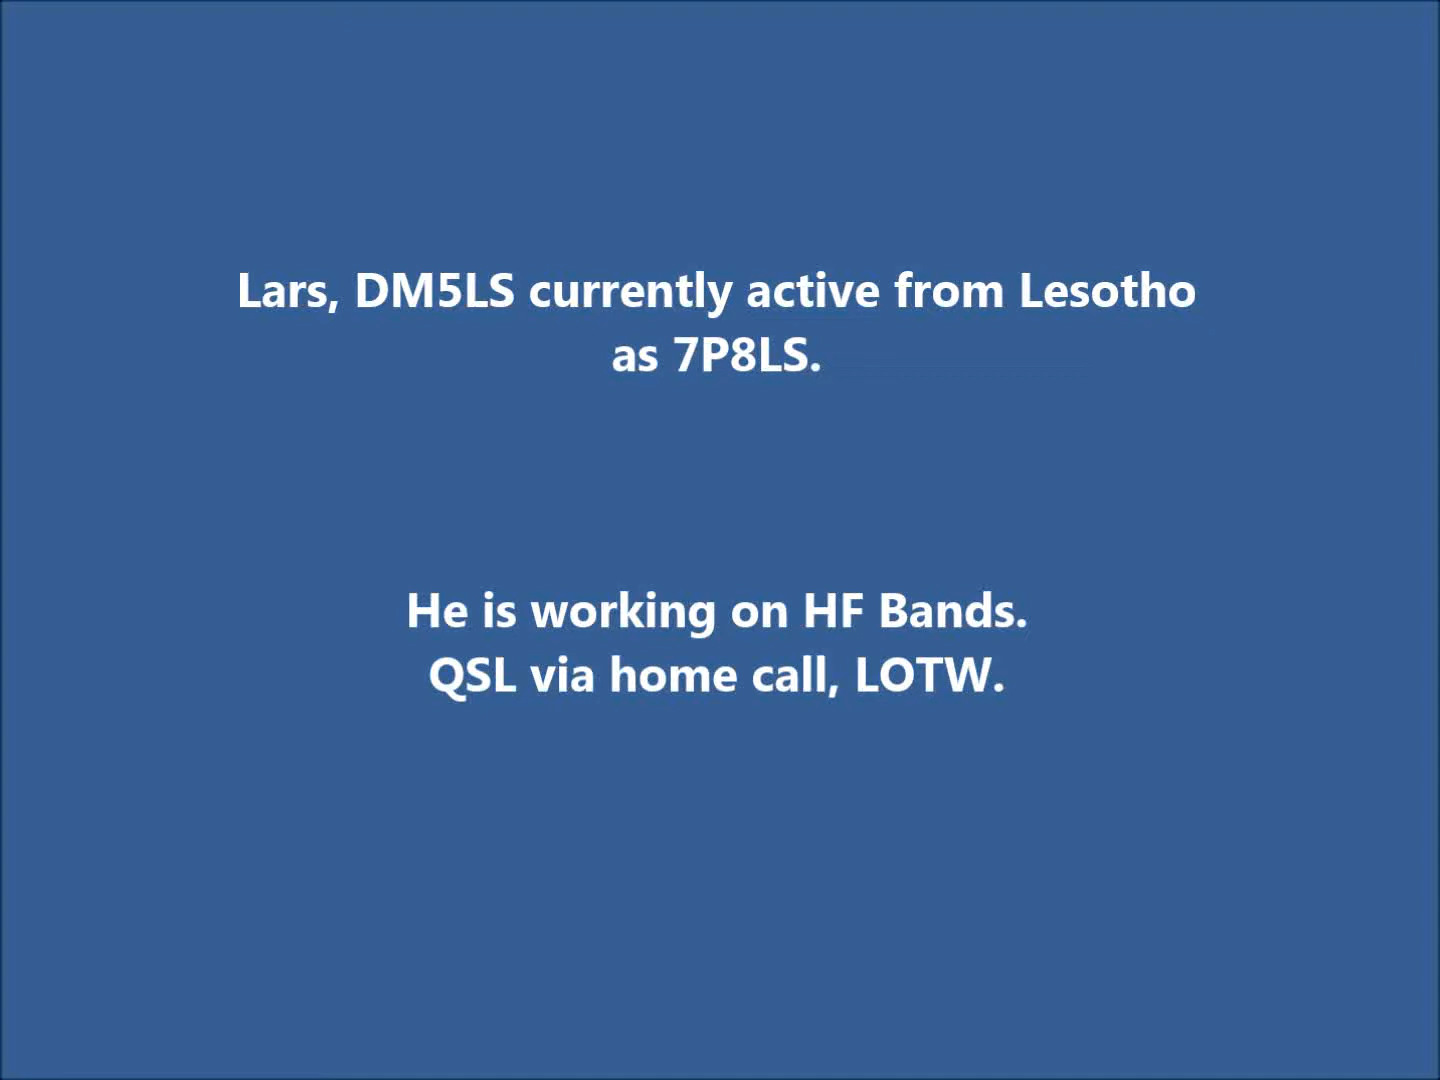 Lars, DM5LS currently active from Lesotho
as 7P8LS.
He is working on HF Bands.
QSL via home call, LOTW.